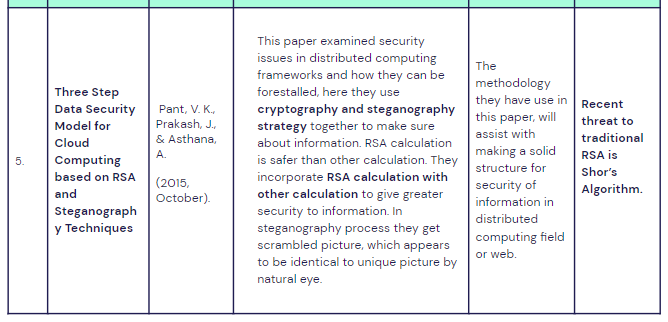 5.
Three Step
Data Security
Model for
Cloud
Computing
based on RSA
and
Steganograph
y Techniques
Pant, V. K.,
Prakash, J.,
& Asthana,
A.
(2015,
October).
This paper examined security
issues in distributed computing
frameworks and how they can be
forestalled, here they use
cryptography and steganography
strategy together to make sure
about information. RSA calculation
is safer than other calculation. They
incorporate RSA calculation with
other calculation to give greater
security to information. In
steganography process they get
scrambled picture, which appears
to be identical to unique picture by
natural eye.
The
methodology
they have use in
this paper, will
assist with
making a solid
structure for
security of
information in
distributed
computing field
or web.
Recent
threat to
traditional
RSA is
Shor's
Algorithm.